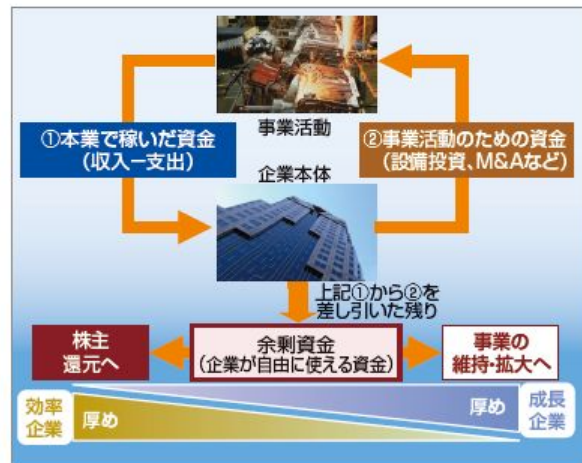 事業活動
①本業で稼いだ資金
(収入ー支出)
②事業活動のための資金
(設備投資、M&Aなど)
企業本体
上記①から②を
差し引いた残り
株主
還元へ
余剰資金
(企業が自由に使える資金)
事業の
維持・拡大へ
効率
企業
厚め
厚め
成長
企業